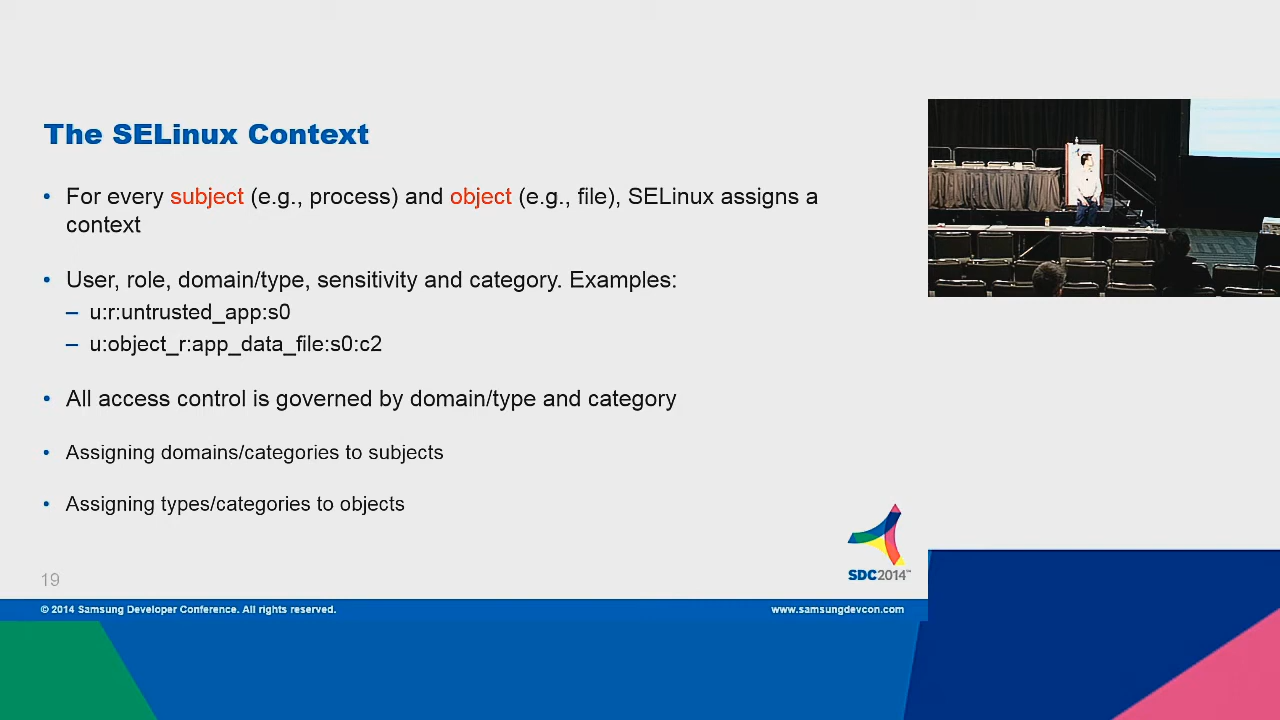 The SELinux Context
• For every subject (e.g., process) and object (e.g., file), SELinux assigns a
context
• User, role, domain/type, sensitivity and category. Examples:
– u:r:untrusted_app:s0
– u:object_r:app_data_file:s0:c2
• All access control is governed by domain/type and category
• Assigning domains/categories to subjects
• Assigning types/categories to objects
SDC2014™
19
© 2014 Samsung Developer Conference. All rights reserved.
www.samsungdevcon.com